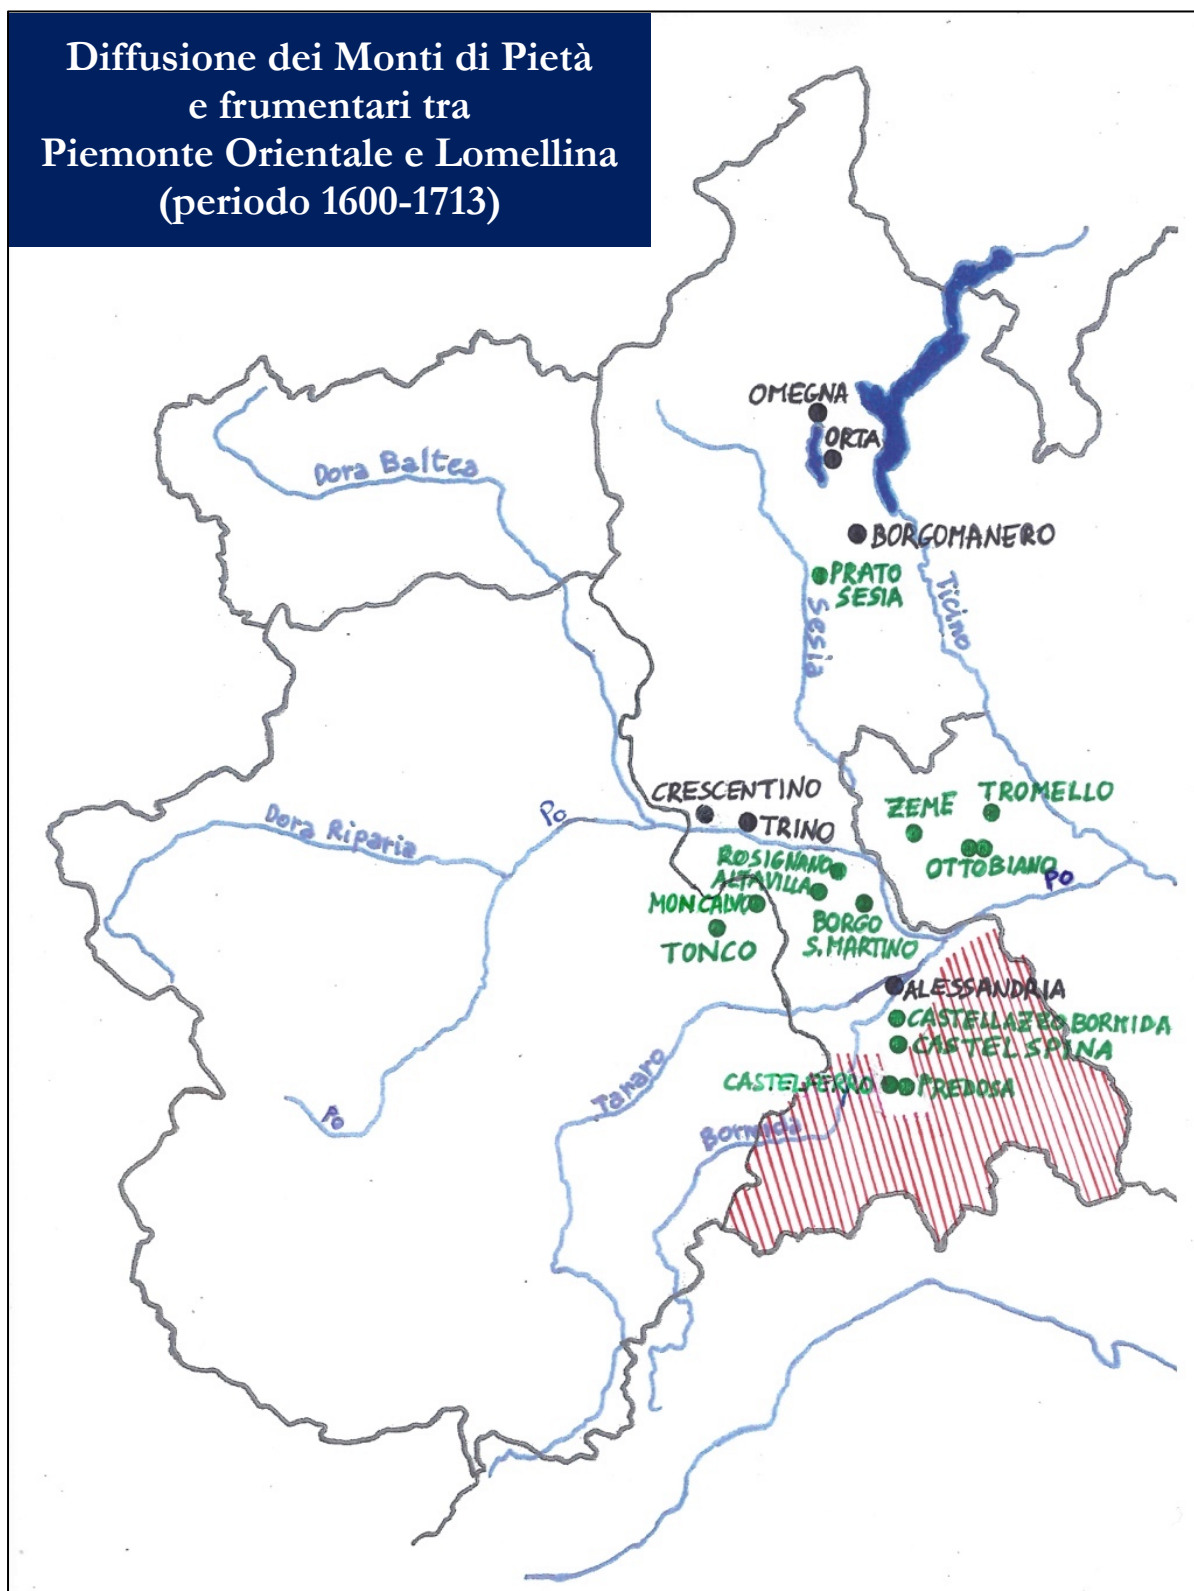 Diffusione dei Monti di Pietà
e frumentari tra
Piemonte Orientale e Lomellina
(periodo 1600-1713)
OMEGNA
ORTA
Dora Baltea
BORGOMANERO
PRATO
SESIA
Sesia
Ticino
CRESCENTINO
TRINO
ZEME
TROMELLO
OTTOBIANO
Po
Dora Riparia
Po
ROSIGNANO
ALTAVILLA
MONCALVO
TONCO
BORGO
S. MARTINO
ALESSANDRIA
CASTELLAZZO BORMIDA
CASTEL SPINA
CASTELFERRO
PREDOSA
Tanaro
Bormida
Po